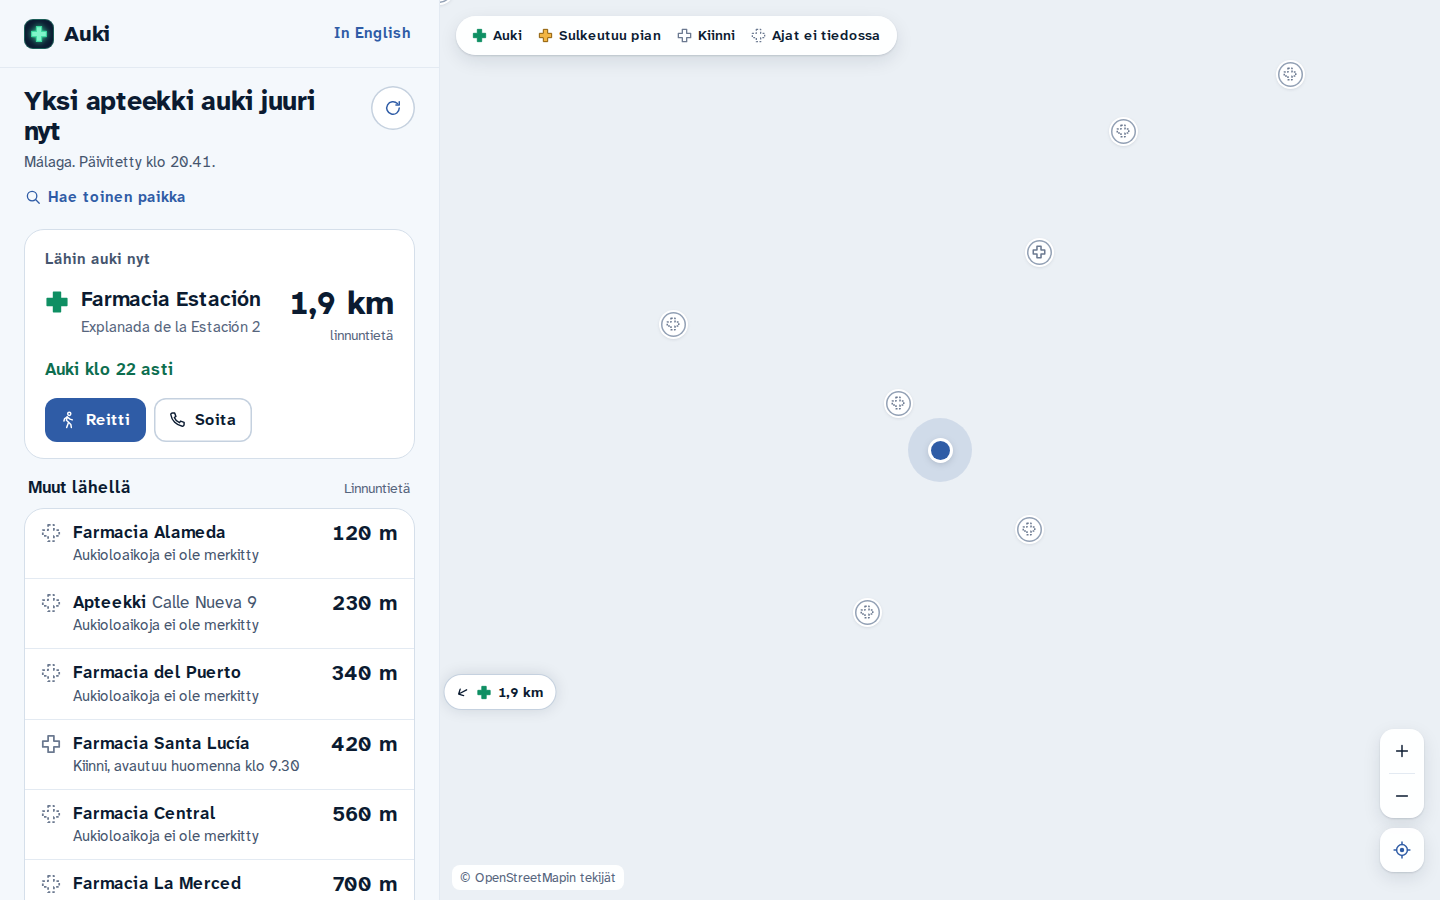 Auki
In English
Yksi apteekki auki juuri
nyt
Málaga. Päivitetty klo 20.41.
Hae toinen paikka
Lähin auki nyt
Farmacia Estación
1,9 km
Explanada de la Estación 2
linnuntietä
Auki klo 22 asti
Reitti
Soita
Muut lähellä
Linnuntietä
Farmacia Alameda
120 m
Aukioloaikoja ei ole merkitty
Apteekki Calle Nueva 9
230 m
Aukioloaikoja ei ole merkitty
Farmacia del Puerto
340 m
Aukioloaikoja ei ole merkitty
Farmacia Santa Lucía
420 m
Kiinni, avautuu huomenna klo 9.30
Farmacia Central
560 m
Aukioloaikoja ei ole merkitty
Farmacia La Merced
700 m
Auki
Sulkeutuu pian
Kiinni
Ajat ei tiedossa
1,9 km
© OpenStreetMapin tekijät